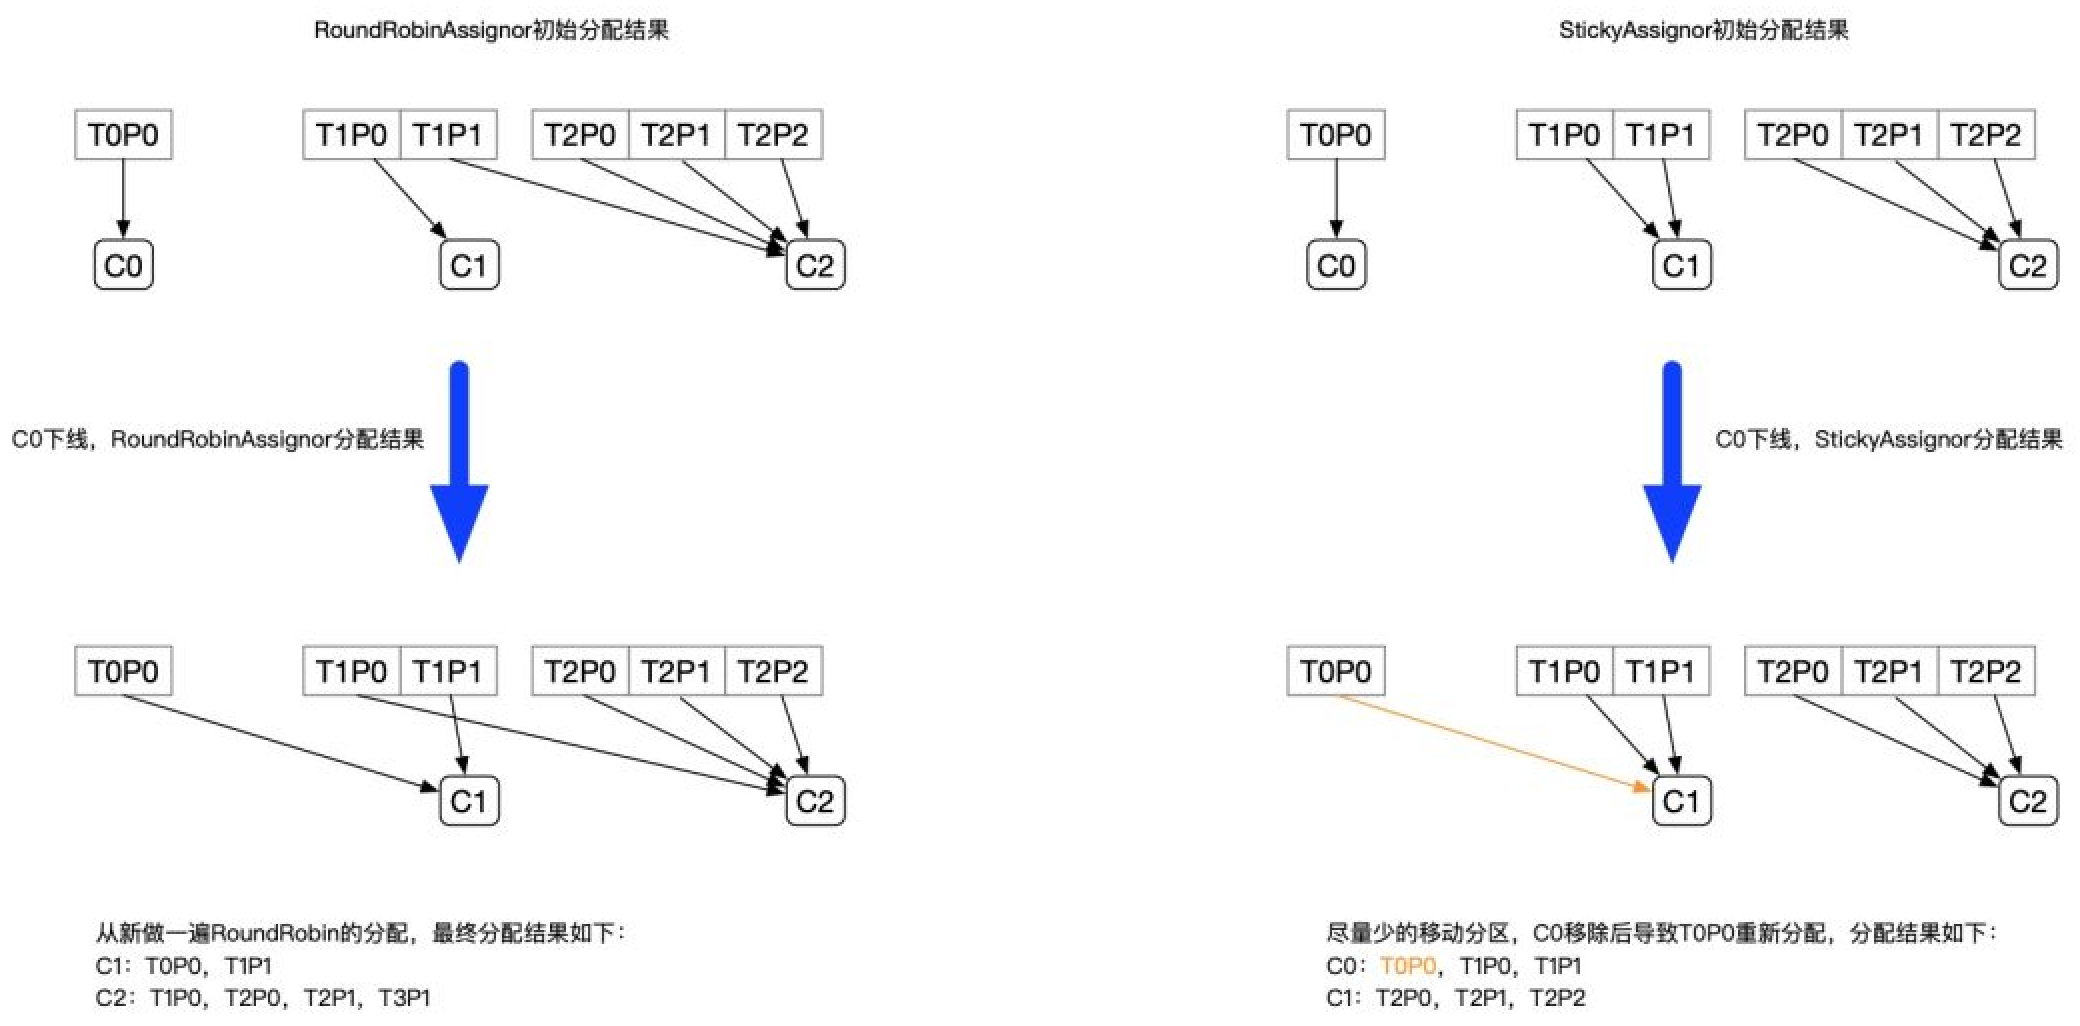 RoundRobinAssignor初始分配结果
T0P0 T1P0 T1P1 T2P0 T2P1 T2P2
C0 C1 C2
C0下线，RoundRobinAssignor分配结果
T0P0 T1P0 T1P1 T2P0 T2P1 T2P2
C1 C2
从新做一遍RoundRobin的分配，最终分配结果如下：
C1：T0P0，T1P1
C2：T1P0，T2P0，T2P1，T3P1
StickyAssignor初始分配结果
T0P0 T1P0 T1P1 T2P0 T2P1 T2P2
C0 C1 C2
C0下线，StickyAssignor分配结果
T0P0 T1P0 T1P1 T2P0 T2P1 T2P2
C1 C2
尽量少的移动分区，C0移除后导致T0P0重新分配，分配结果如下：
C0：T0P0，T1P0，T1P1
C1：T2P0，T2P1，T2P2